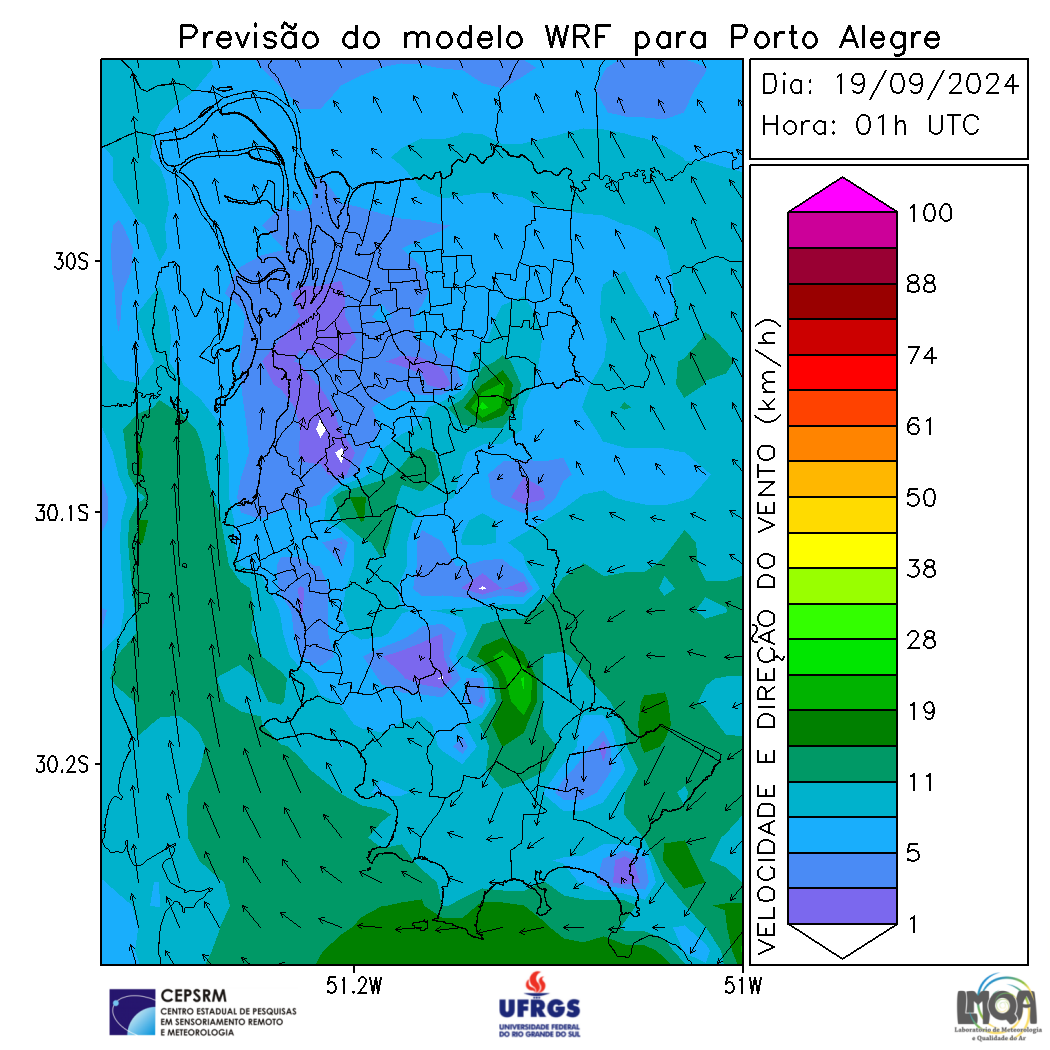 Previsão do modelo WRF para Porto Alegre
Dia: 19/09/2024
Hora: 01h UTC
30S
30.1S
30.2S
51.2W
51W
VELOCIDADE E DIREÇÃO DO VENTO (km/h)
100
88
74
61
50
38
28
19
11
5
1
CEPSRM
CENTRO ESTADUAL DE PESQUISAS
EM SENSORIAMENTO REMOTO
E METEOROLOGIA
UFRGS
UNIVERSIDADE FEDERAL
DO RIO GRANDE DO SUL
LMQA
Laboratório de Meteorologia
e Qualidade do Ar